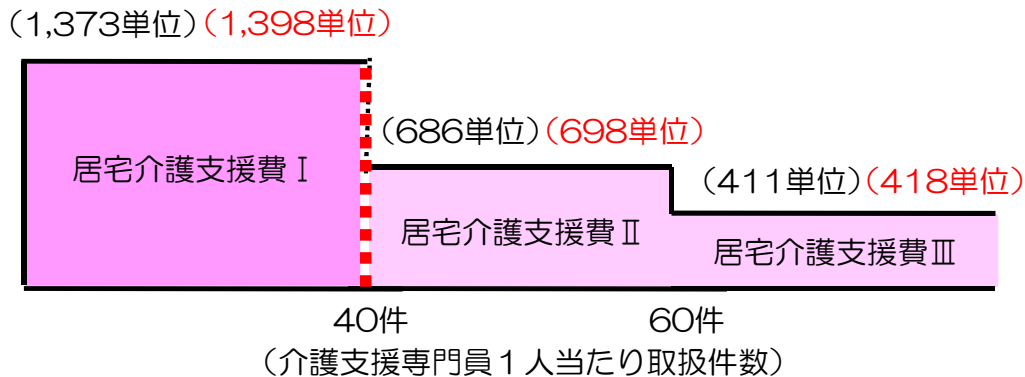 （1,373単位）（1,398単位）
（686単位）（698単位）
居宅介護支援費Ⅰ
（411単位）（418単位）
居宅介護支援費Ⅱ
居宅介護支援費Ⅲ
40件
60件
（介護支援専門員１人当たり取扱件数）